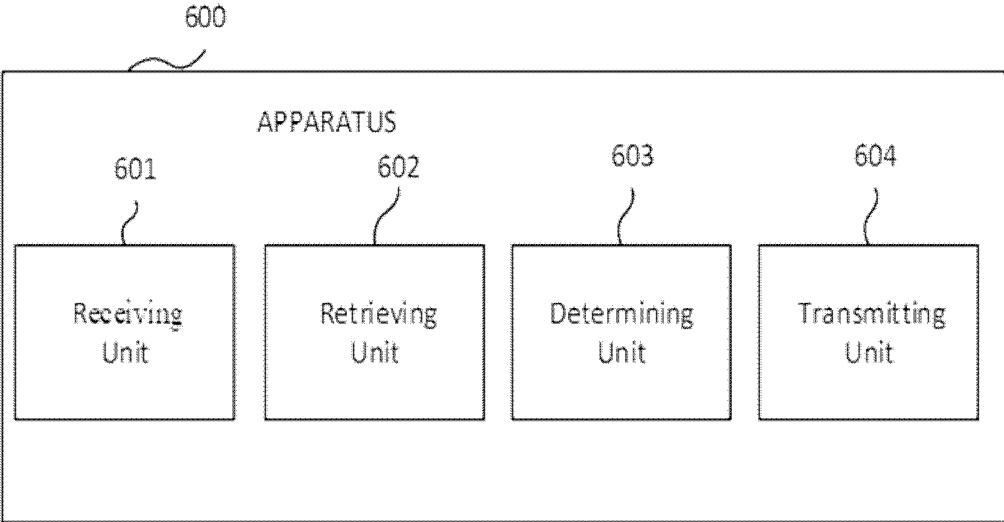 600
APPARATUS
601
602
603
604
Receiving
Unit
Retrieving
Unit
Determining
Unit
Transmitting
Unit